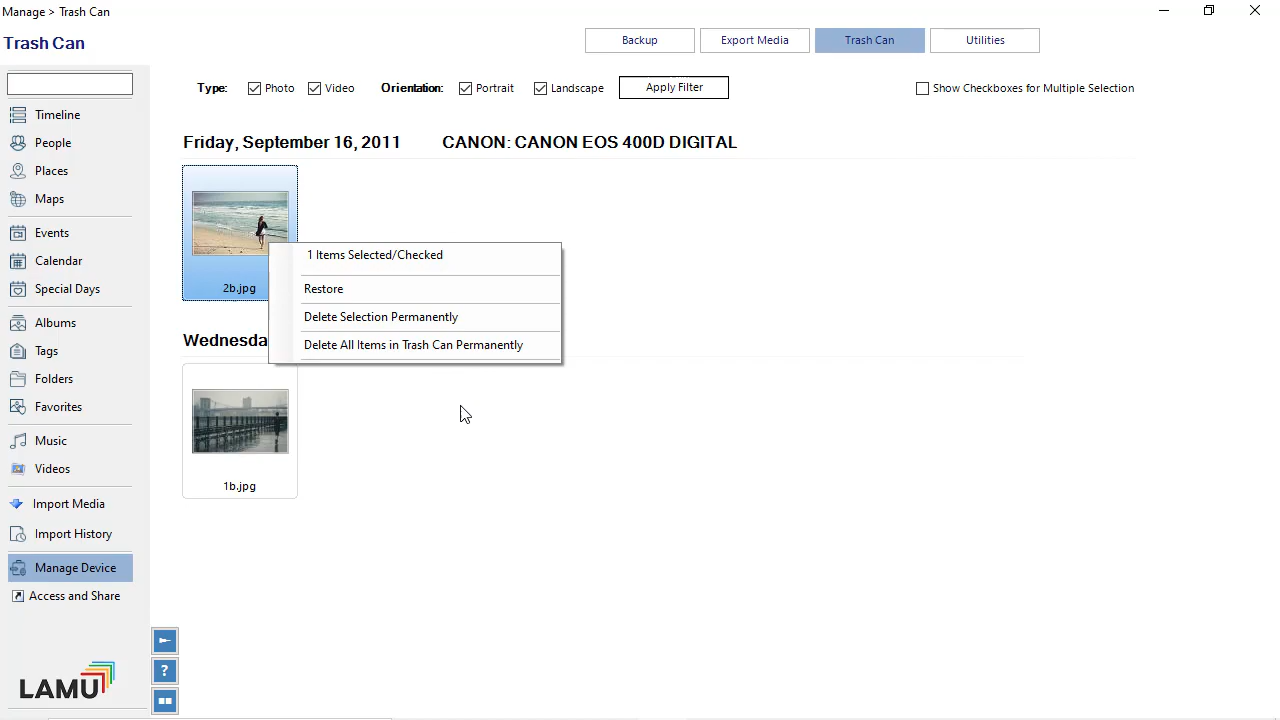 Manage > Trash Can
Trash Can
Backup
Export Media
Trash Can
Utilities
Type:
Photo
Video
Orientation:
Portrait
Landscape
Apply Filter
Show Checkboxes for Multiple Selection
Timeline
People
Places
Maps
Events
Calendar
Special Days
Albums
Tags
Folders
Favorites
Music
Videos
Import Media
Import History
Manage Device
Access and Share
LAMU
?
Friday, September 16, 2011 CANON: CANON EOS 400D DIGITAL
2b.jpg
1 Items Selected/Checked
Restore
Delete Selection Permanently
Delete All Items in Trash Can Permanently
1b.jpg